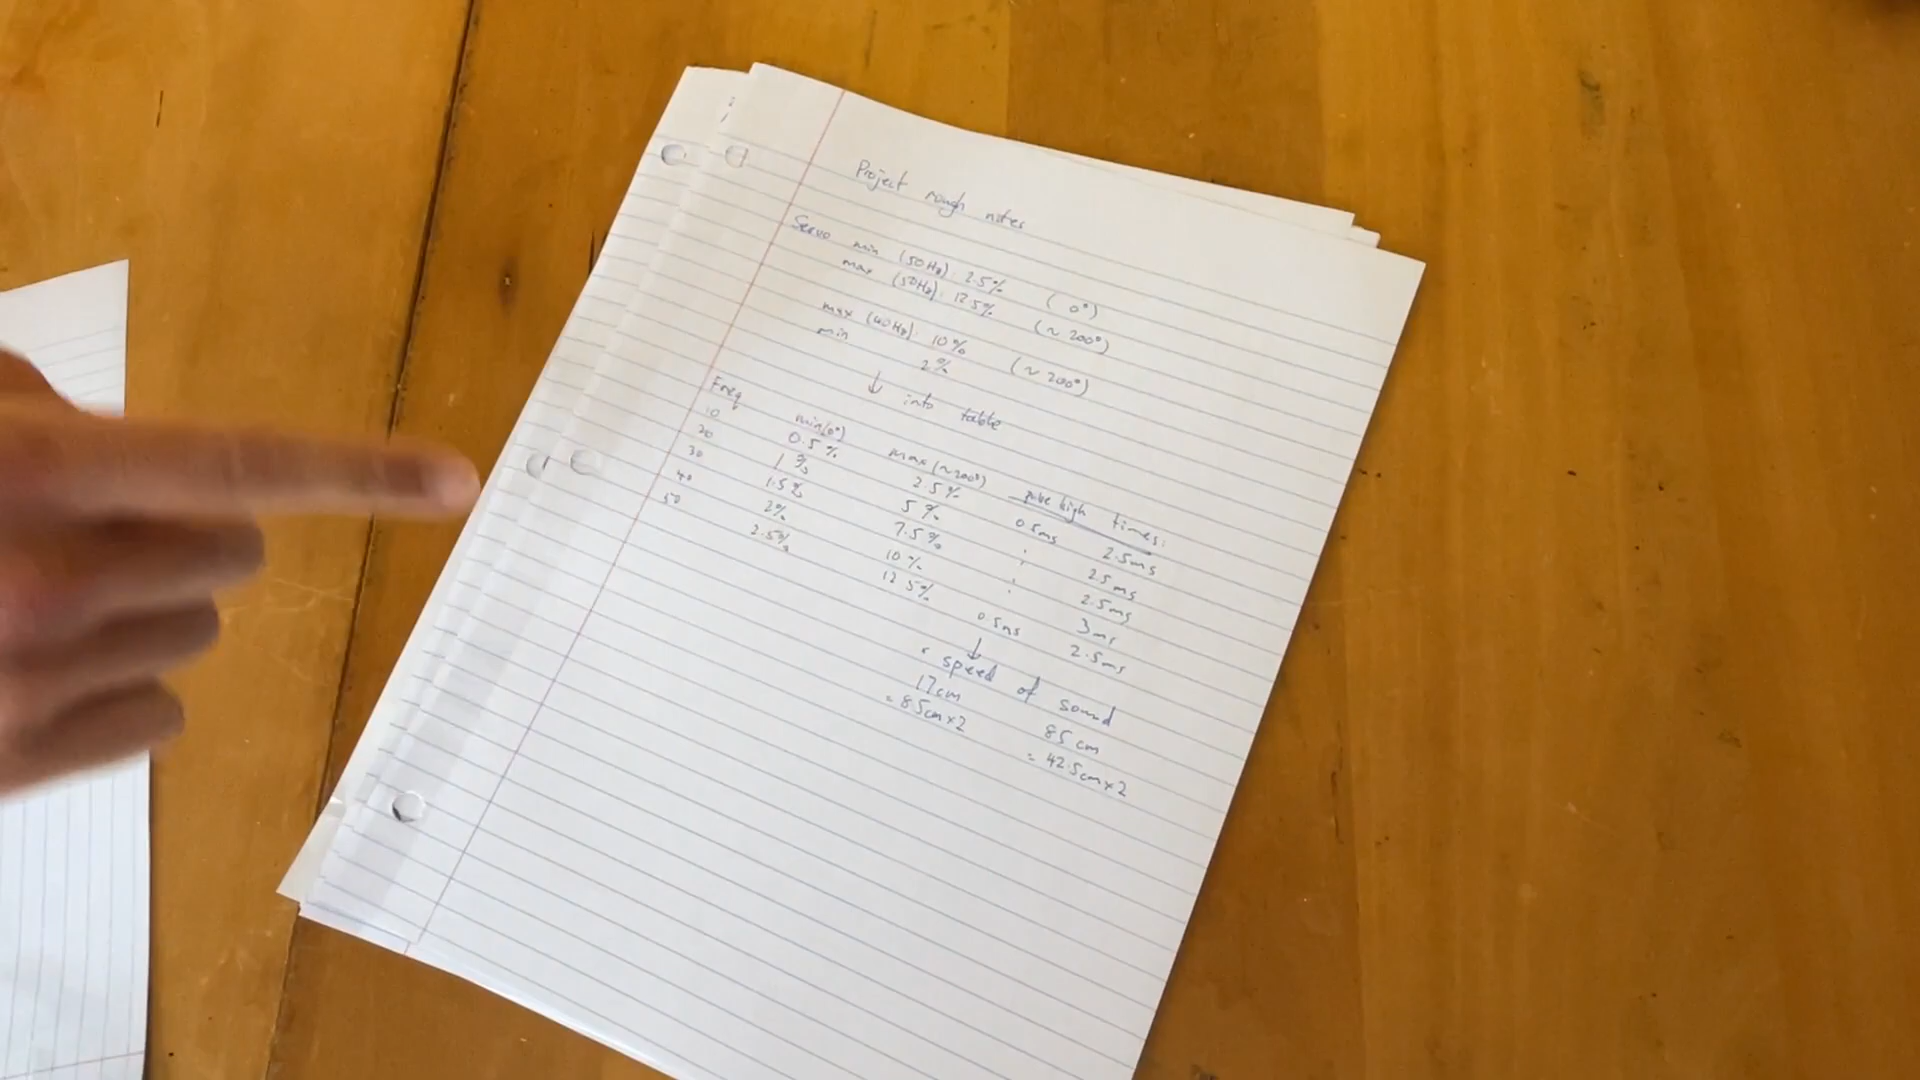 Project rough notes
Servo min (50Hz): 2.5% (0°)
max (50Hz): 12.5% (~200°)
max (40Hz): 10% (~200°)
min 2%
↓ into table
Freq min(0°) max(~200°) pulse high times:
10 0.5% 2.5% 0.5ms 2.5ms
20 1% 5% 2.5ms
30 1.5% 7.5% 2.5ms
40 2% 10% 3ms
50 2.5% 12.5% 0.5ms 2.5ms
↓
speed of sound
17cm 85cm
= 8.5cm×2 = 42.5cm×2